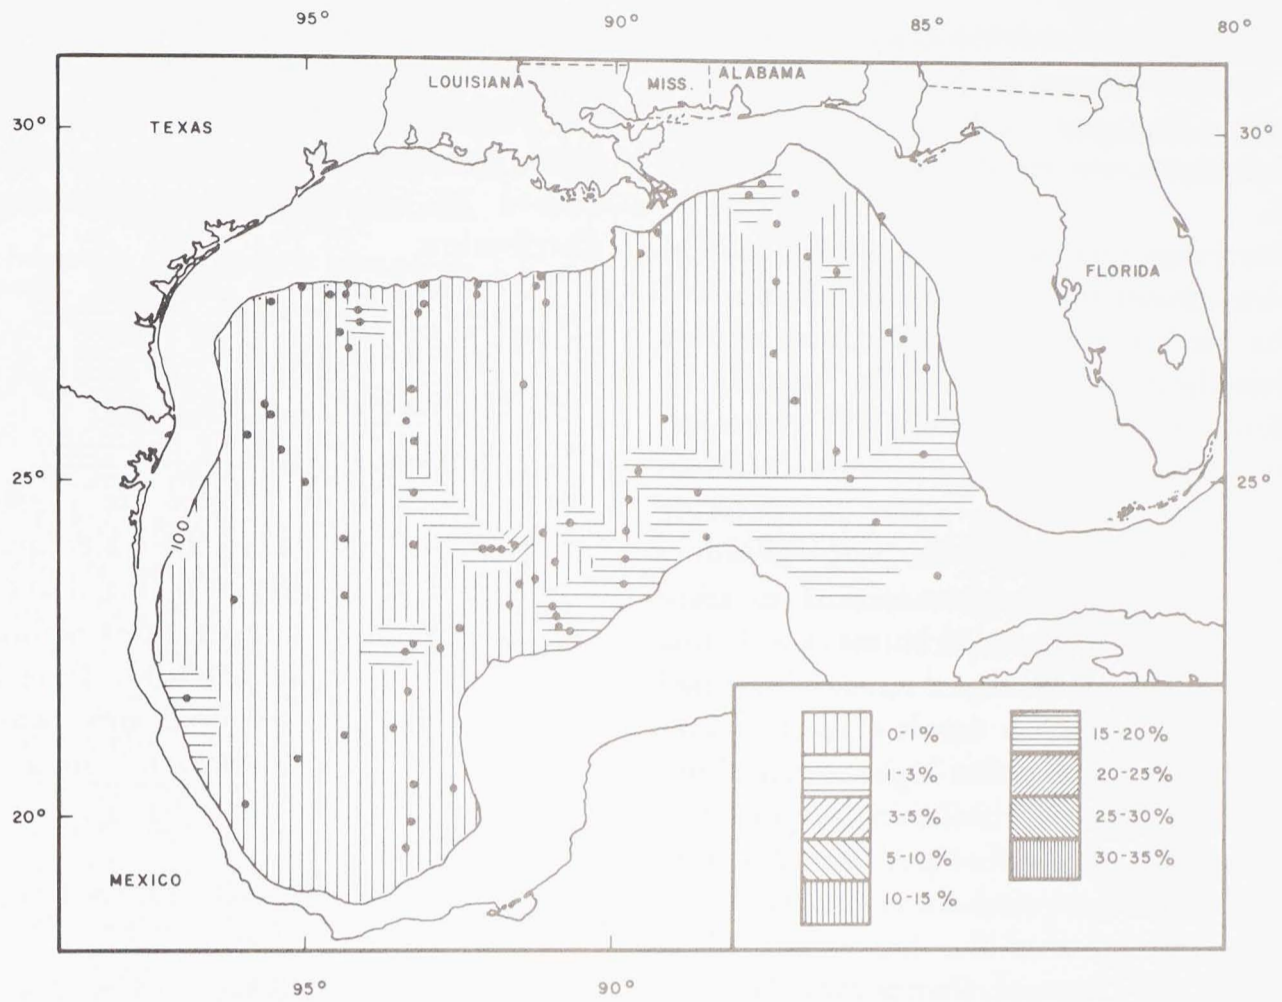 95° 90° 85° 80°
LOUISIANA MISS. ALABAMA
30° TEXAS 30°
FLORIDA
25° 25°
100
0-1% 15-20%
1-3% 20-25%
3-5% 25-30%
5-10% 30-35%
10-15%
20°
MEXICO
95° 90°